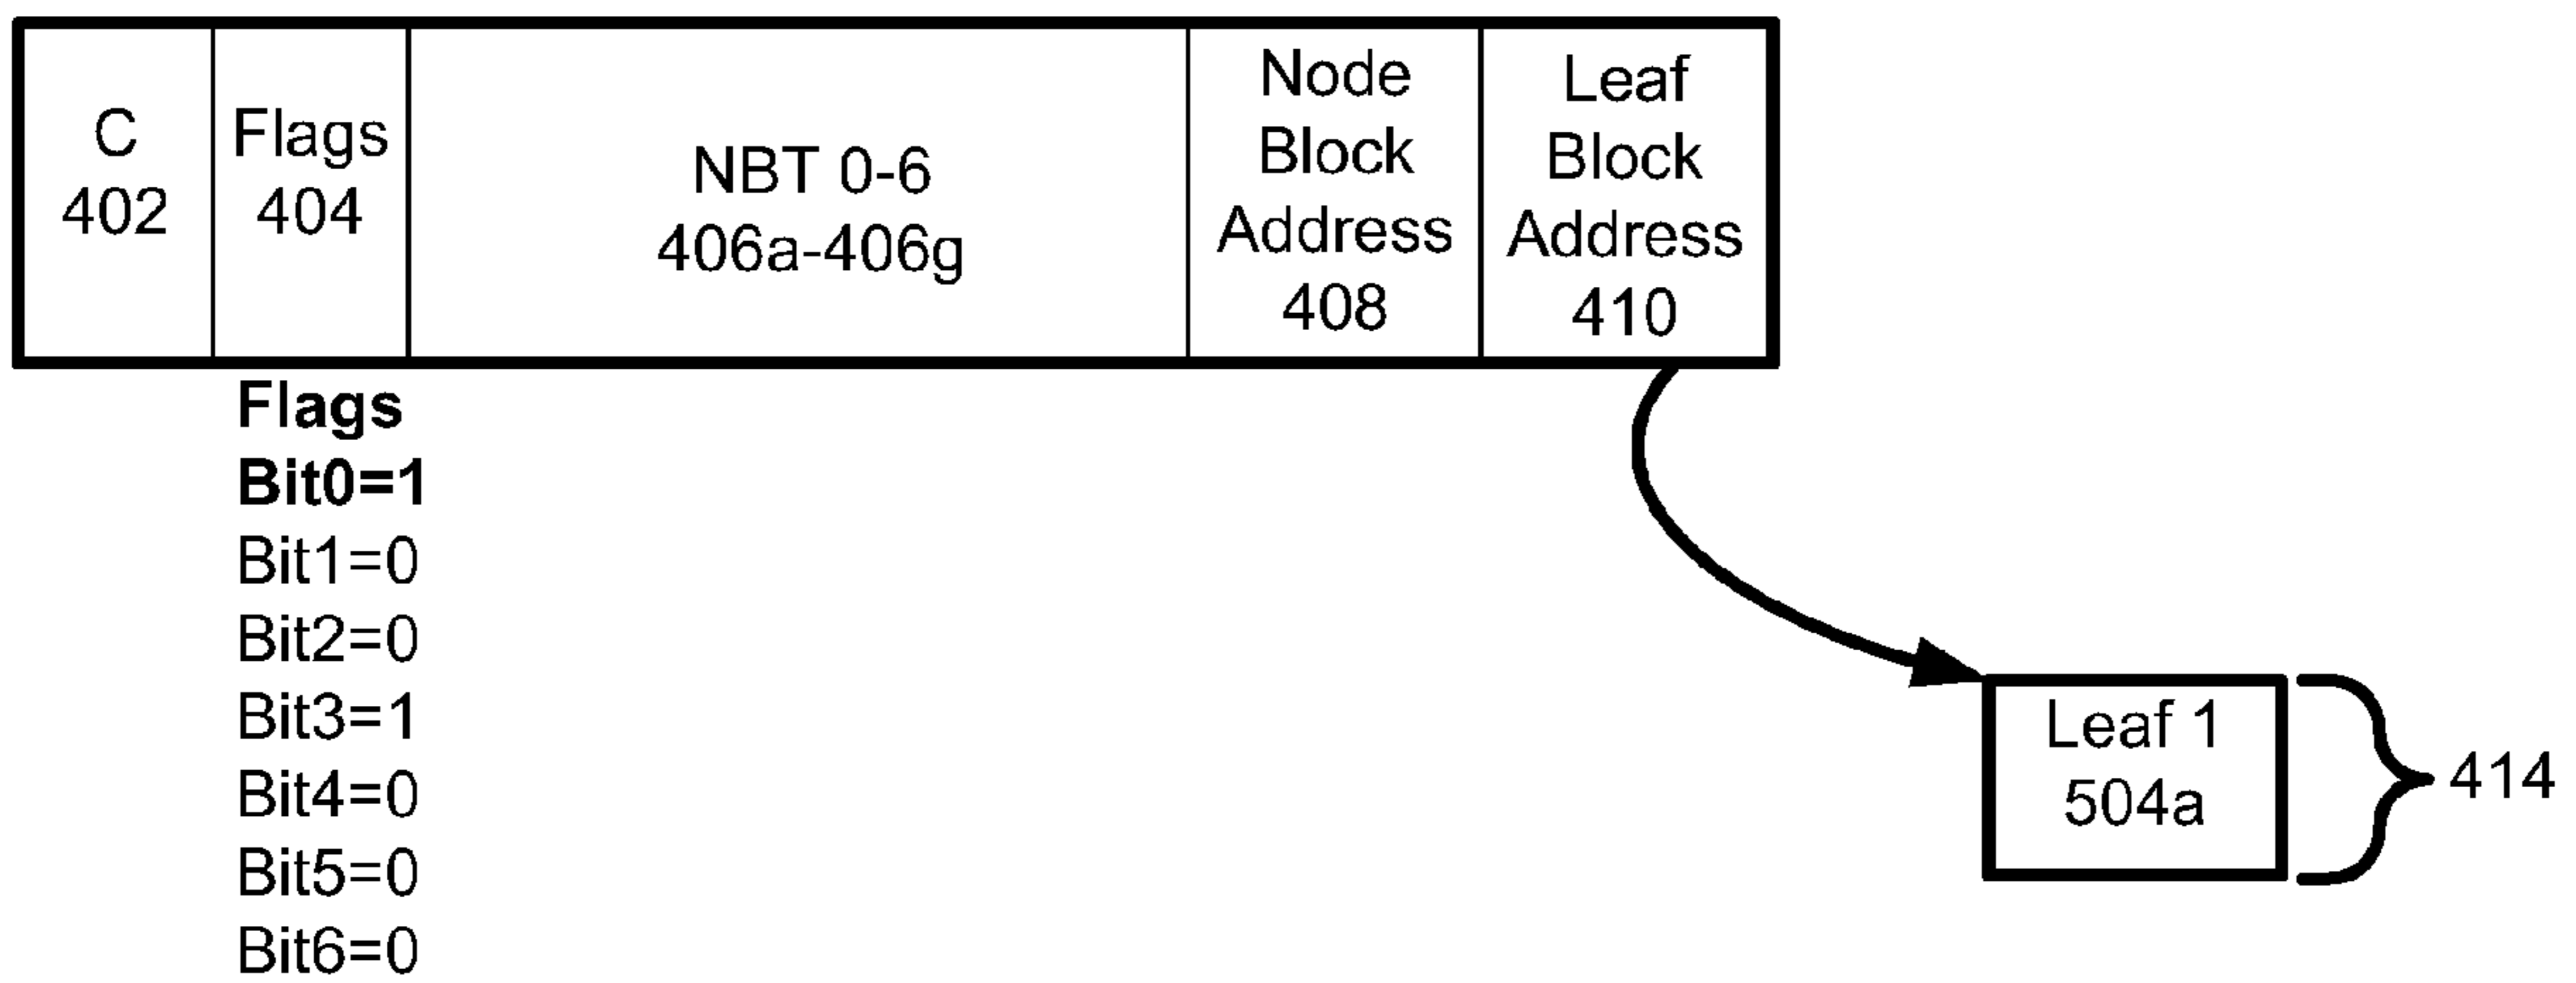 C
402
Flags
404
NBT 0-6
406a-406g
Node
Block
Address
408
Leaf
Block
Address
410
Flags
Bit0=1
Bit1=0
Bit2=0
Bit3=1
Bit4=0
Bit5=0
Bit6=0
Leaf 1
504a
414